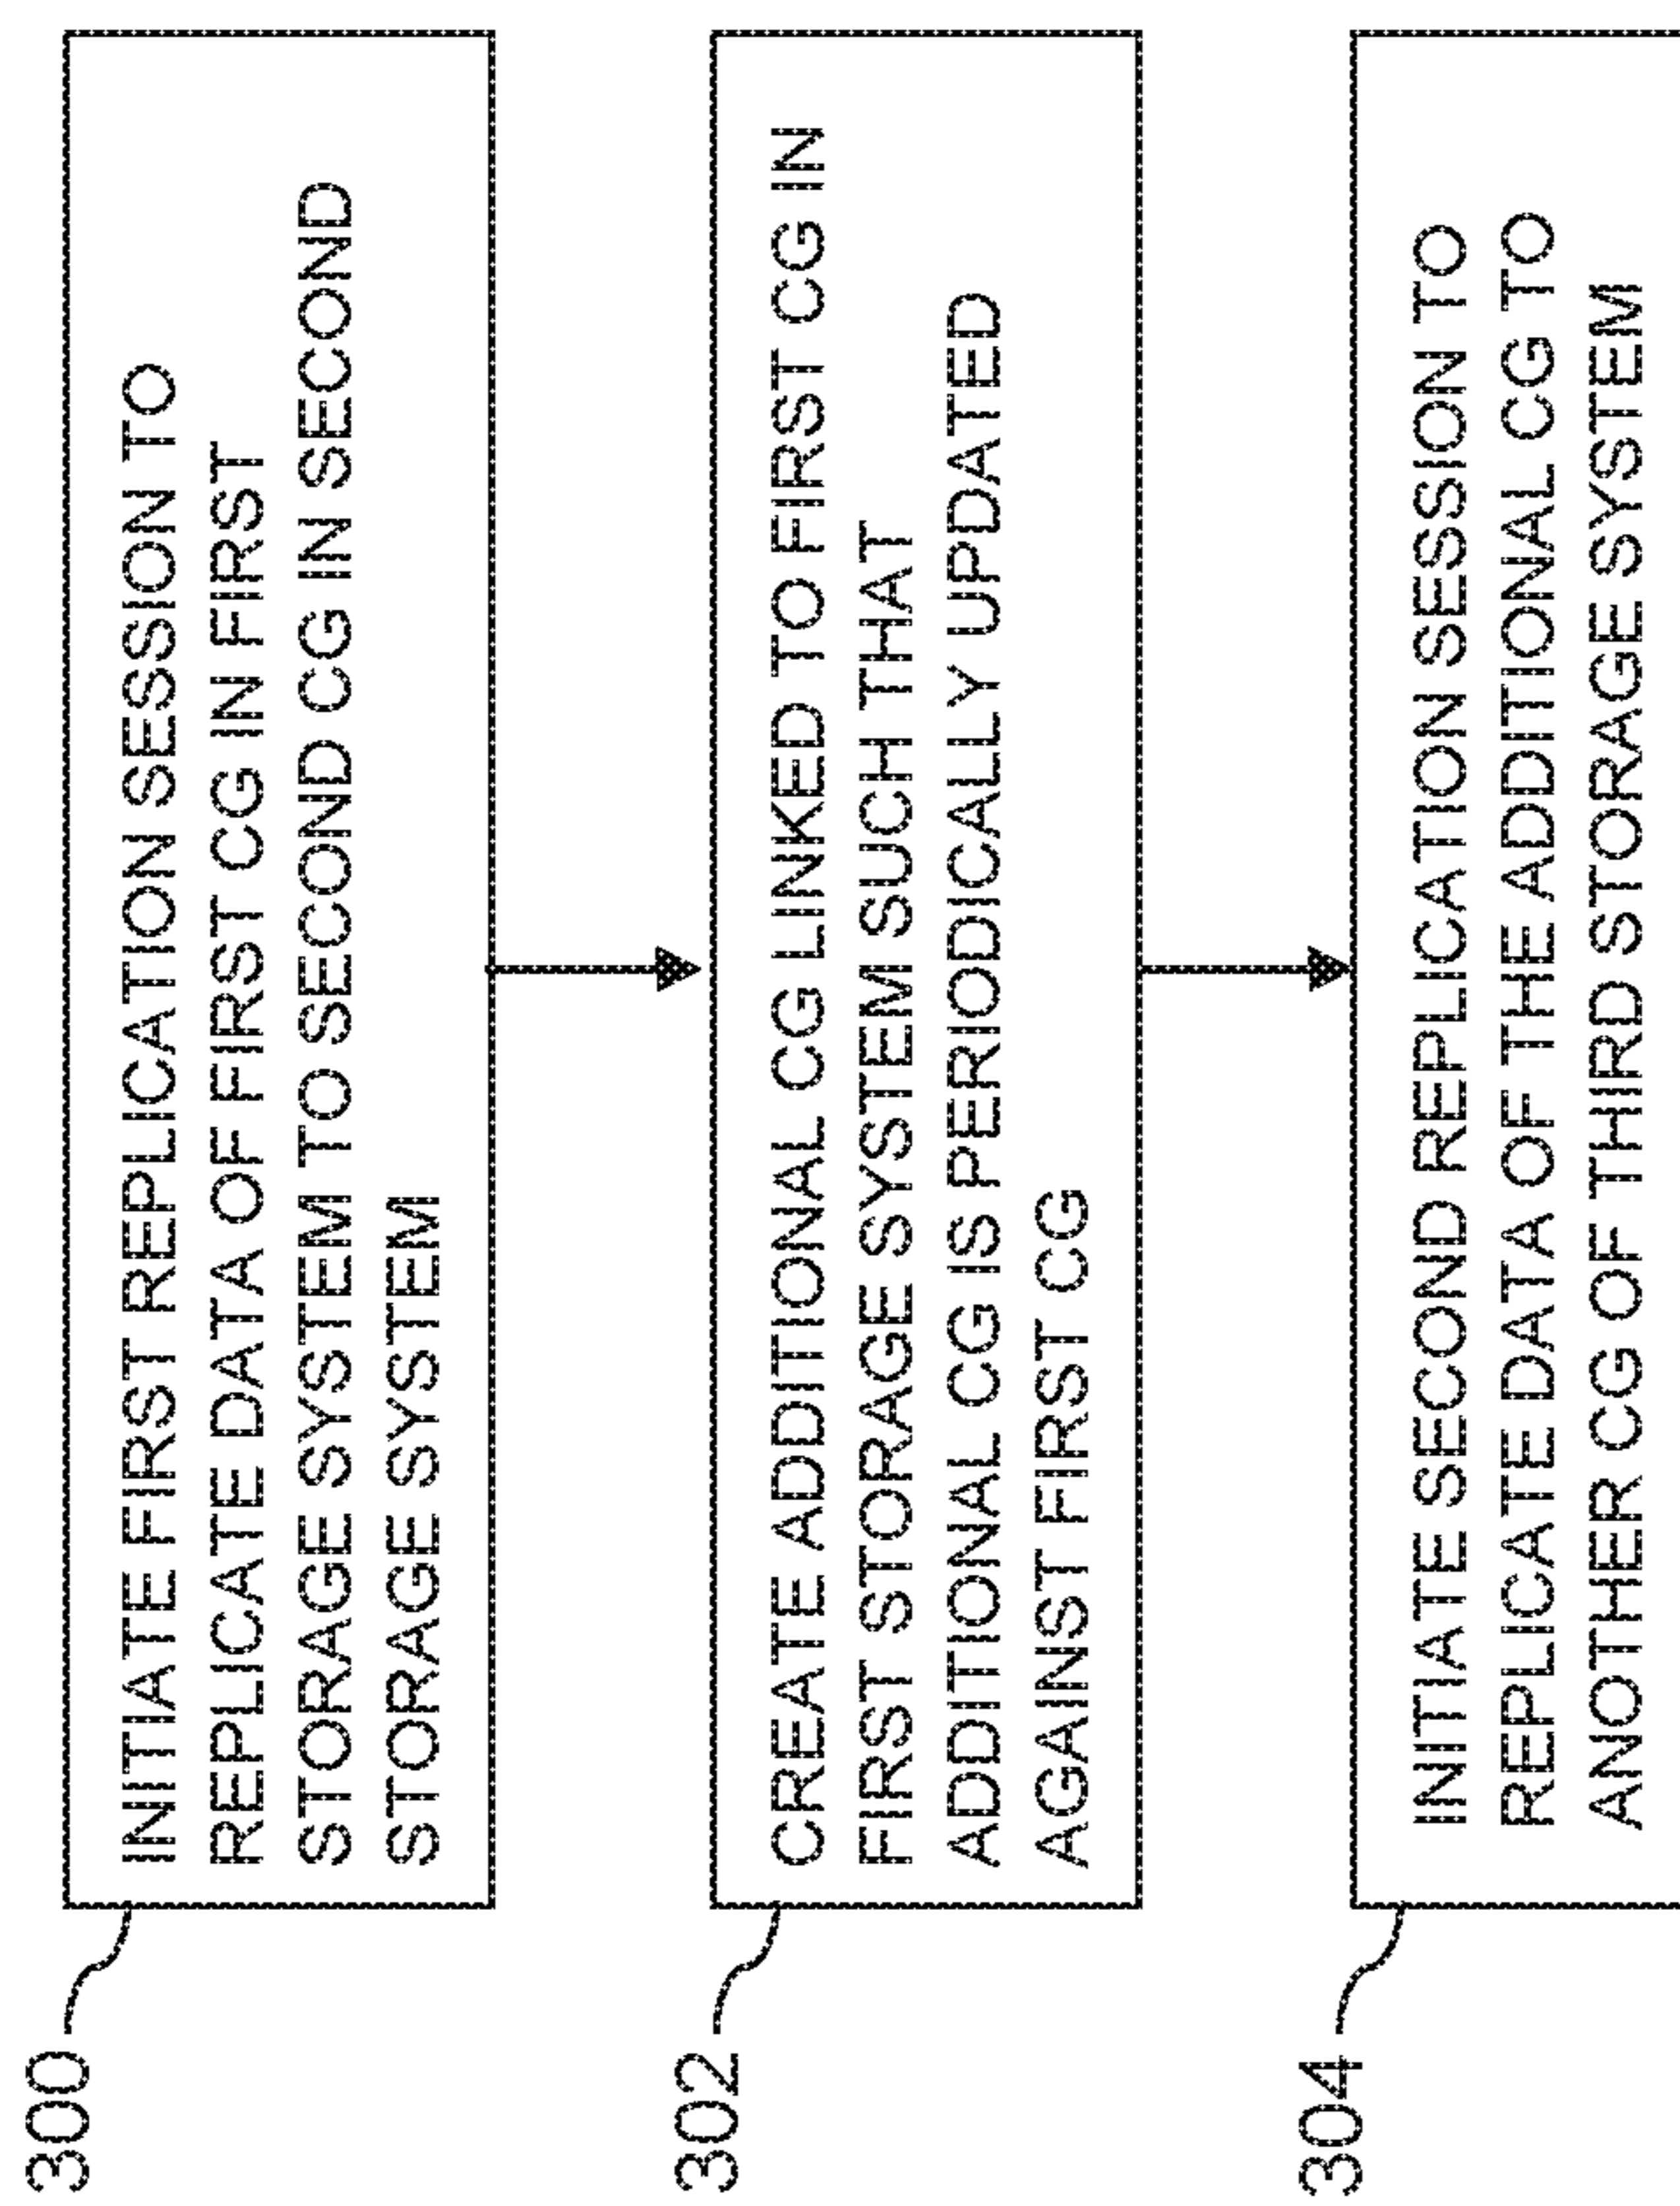 300
INITIATE FIRST REPLICATION SESSION TO
REPLICATE DATA OF FIRST CG IN FIRST
STORAGE SYSTEM TO SECOND CG IN SECOND
STORAGE SYSTEM
302
CREATE ADDITIONAL CG LINKED TO FIRST CG IN
FIRST STORAGE SYSTEM SUCH THAT
ADDITIONAL CG IS PERIODICALLY UPDATED
AGAINST FIRST CG
304
INITIATE SECOND REPLICATION SESSION TO
REPLICATE DATA OF THE ADDITIONAL CG TO
ANOTHER CG OF THIRD STORAGE SYSTEM